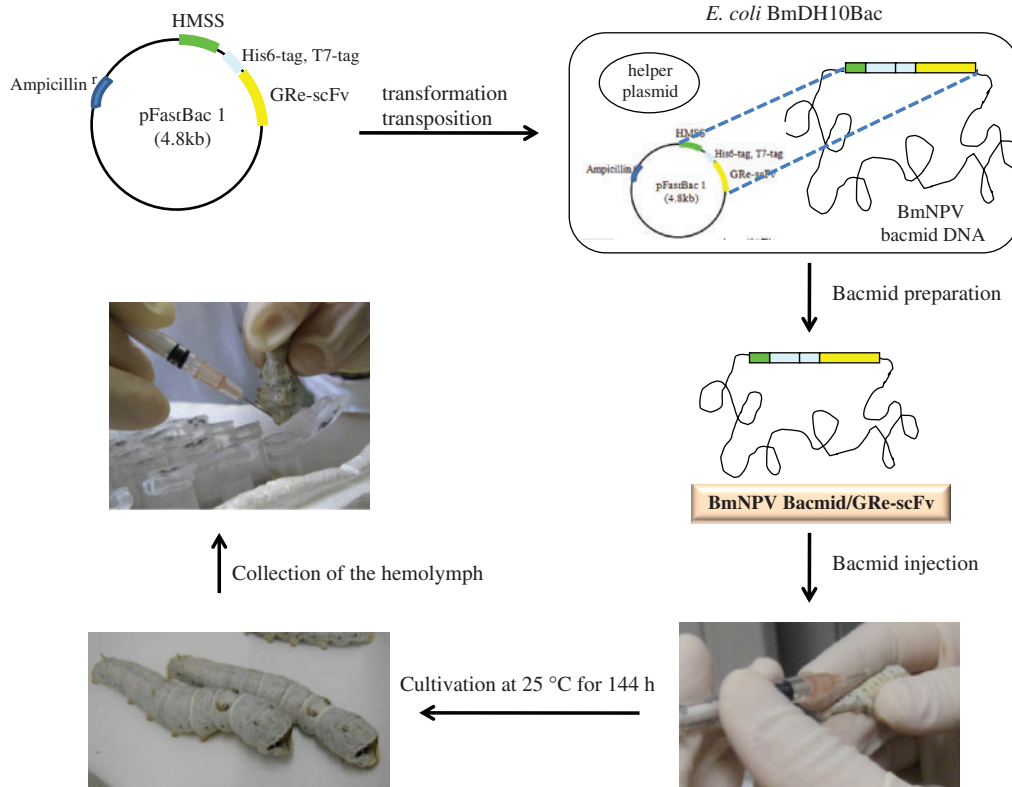 HMSS
His6-tag, T7-tag
Ampicillin r
GRe-scFv
pFastBac 1
(4.8kb)
transformation
transposition
E. coli BmDH10Bac
helper
plasmid
HMSS
His6-tag, T7-tag
Ampicillin
GRe-scFv
pFastBac 1
(4.8kb)
BmNPV
bacmid DNA
Bacmid preparation
BmNPV Bacmid/GRe-scFv
Bacmid injection
Cultivation at 25 °C for 144 h
Collection of the hemolymph